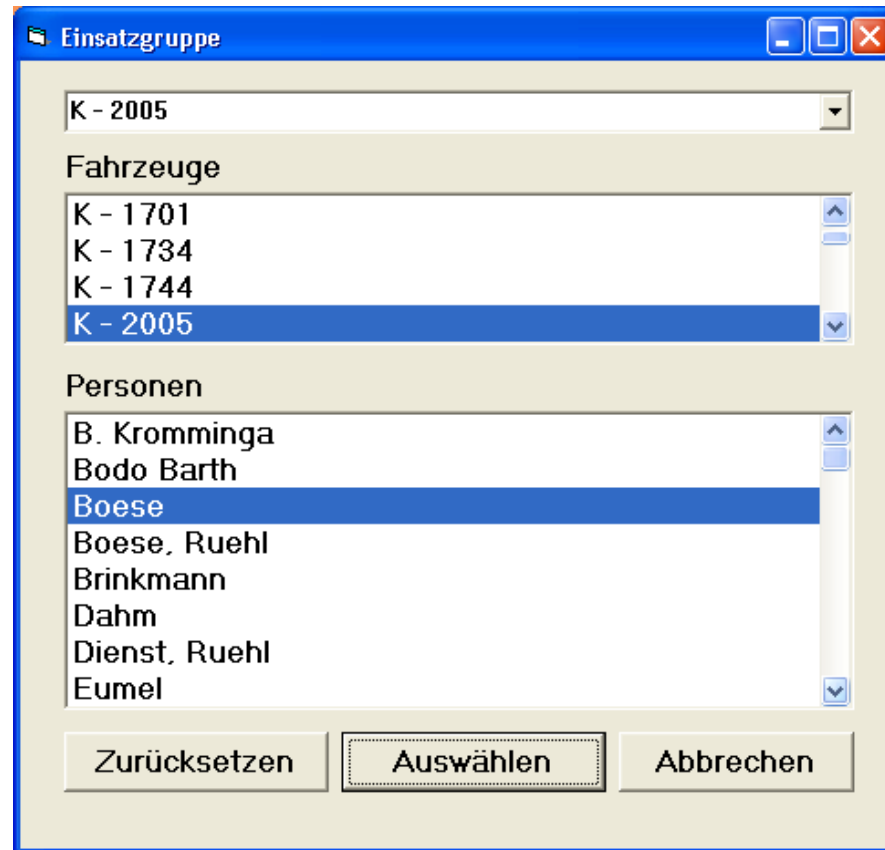 Einsatzgruppe
K - 2005
Fahrzeuge
K - 1701
K - 1734
K - 1744
K - 2005
Personen
B. Kromminga
Bodo Barth
Boese
Boese, Ruehl
Brinkmann
Dahm
Dienst, Ruehl
Eumel
Zurücksetzen Auswählen Abbrechen